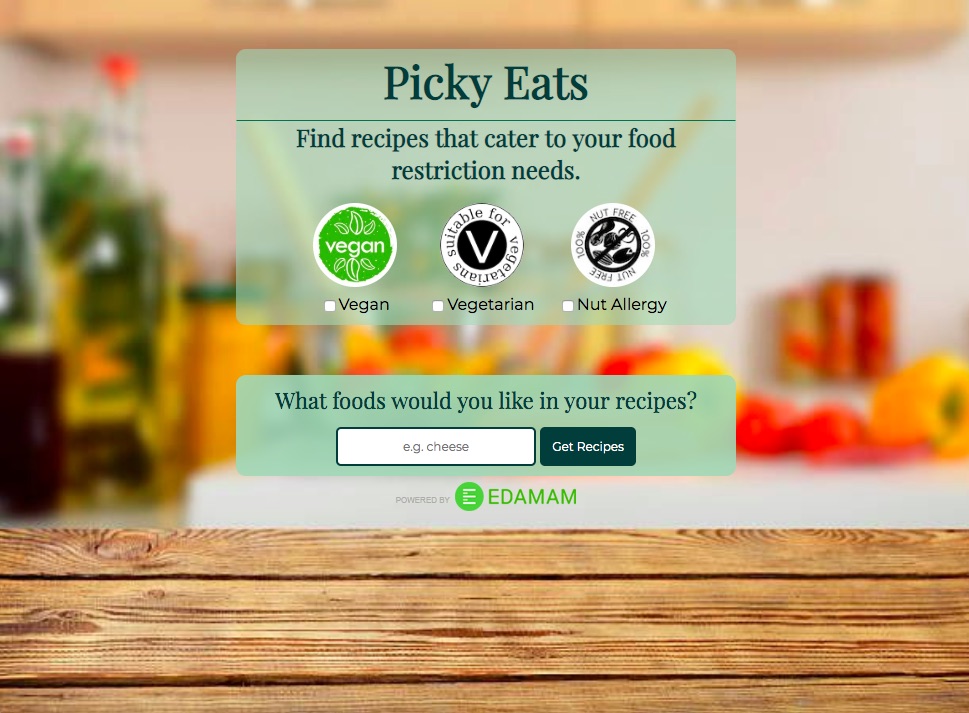 Picky Eats
Find recipes that cater to your food
restriction needs.
vegan
suitable for vegetarians
V
NUT FREE 100% NUT FREE 100%
Vegan
Vegetarian
Nut Allergy
What foods would you like in your recipes?
e.g. cheese
Get Recipes
POWERED BY EDAMAM